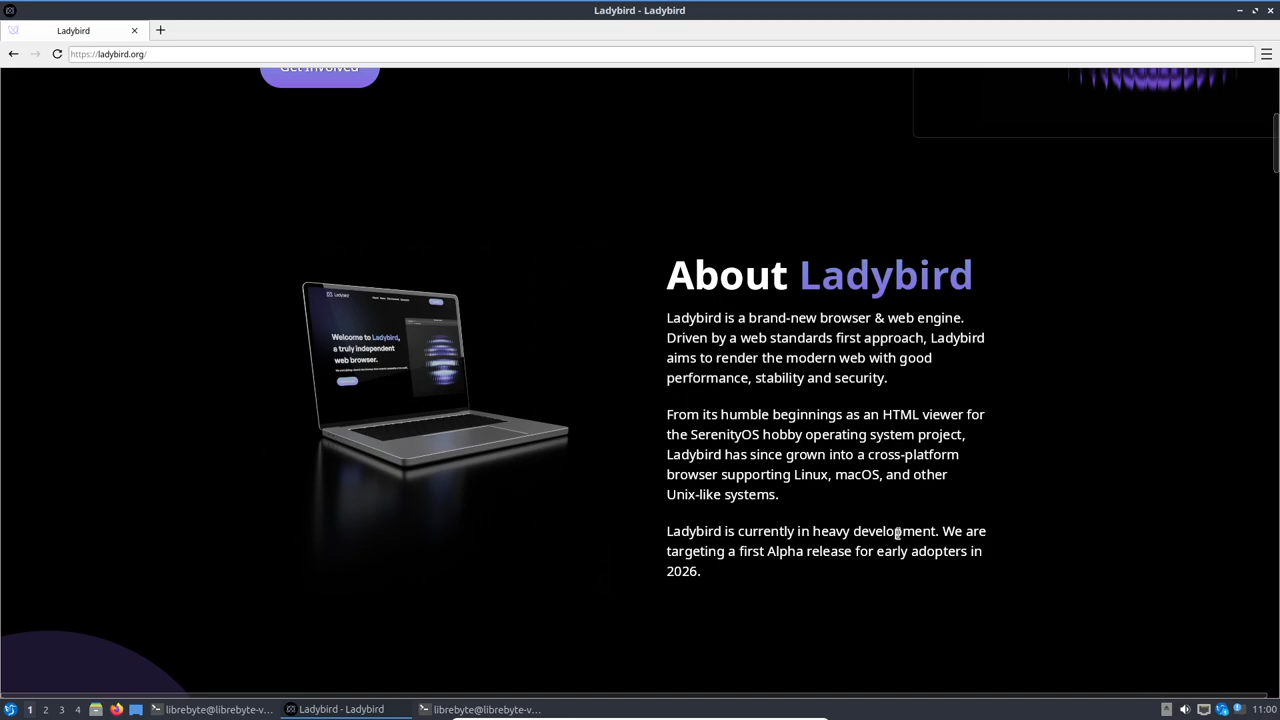 Ladybird - Ladybird
Ladybird
https://ladybird.org/
Get Involved
About Ladybird
Ladybird is a brand-new browser & web engine.
Driven by a web standards first approach, Ladybird
aims to render the modern web with good
performance, stability and security.
Welcome to Ladybird,
a truly independent
web browser.
From its humble beginnings as an HTML viewer for
the SerenityOS hobby operating system project,
Ladybird has since grown into a cross-platform
browser supporting Linux, macOS, and other
Unix-like systems.
Ladybird is currently in heavy development. We are
targeting a first Alpha release for early adopters in
2026.
1 2 3 4 librebyte@librebyte-v... Ladybird - Ladybird librebyte@librebyte-v... 11:00